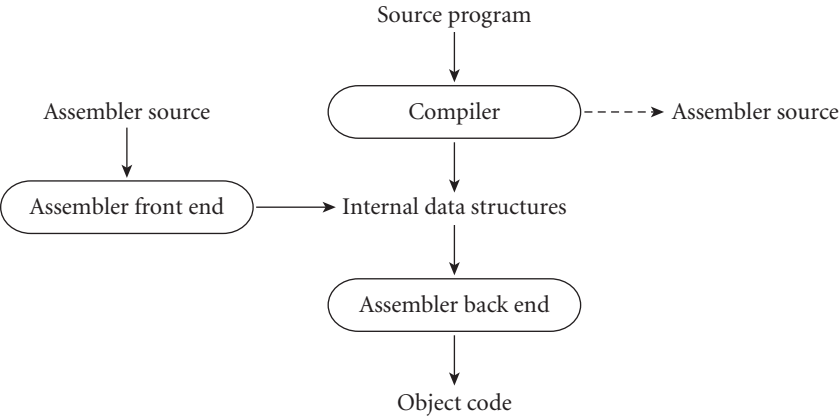 Source program
Assembler source
Compiler
Assembler source
Assembler front end
Internal data structures
Assembler back end
Object code